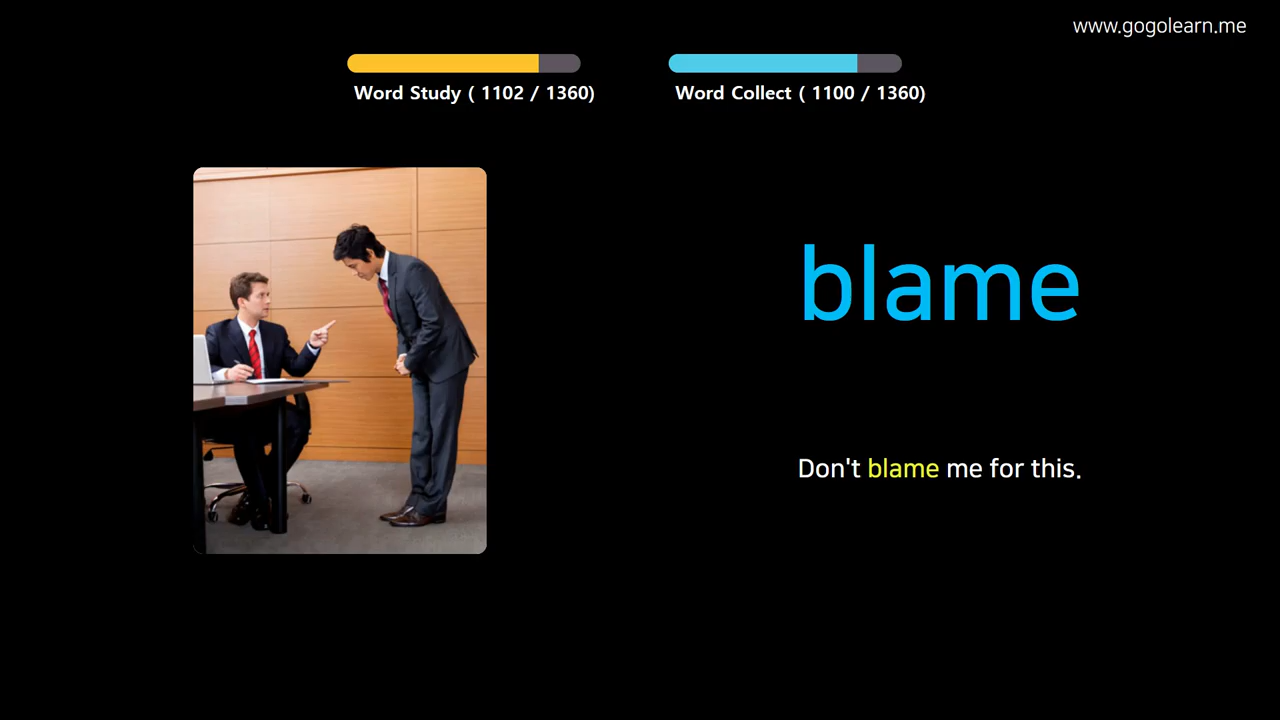 www.gogolearn.me
Word Study ( 1102 / 1360)
Word Collect ( 1100 / 1360)
blame
Don't blame me for this.